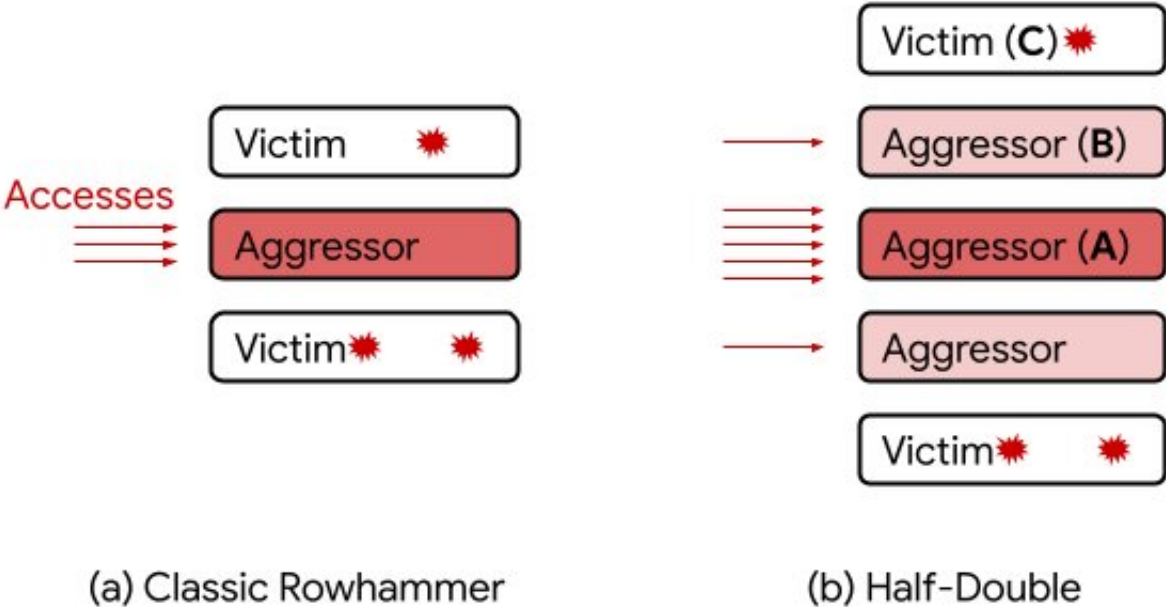 Victim
Accesses
Aggressor
Victim
(a) Classic Rowhammer
Victim (C)
Aggressor (B)
Aggressor (A)
Aggressor
Victim
(b) Half-Double